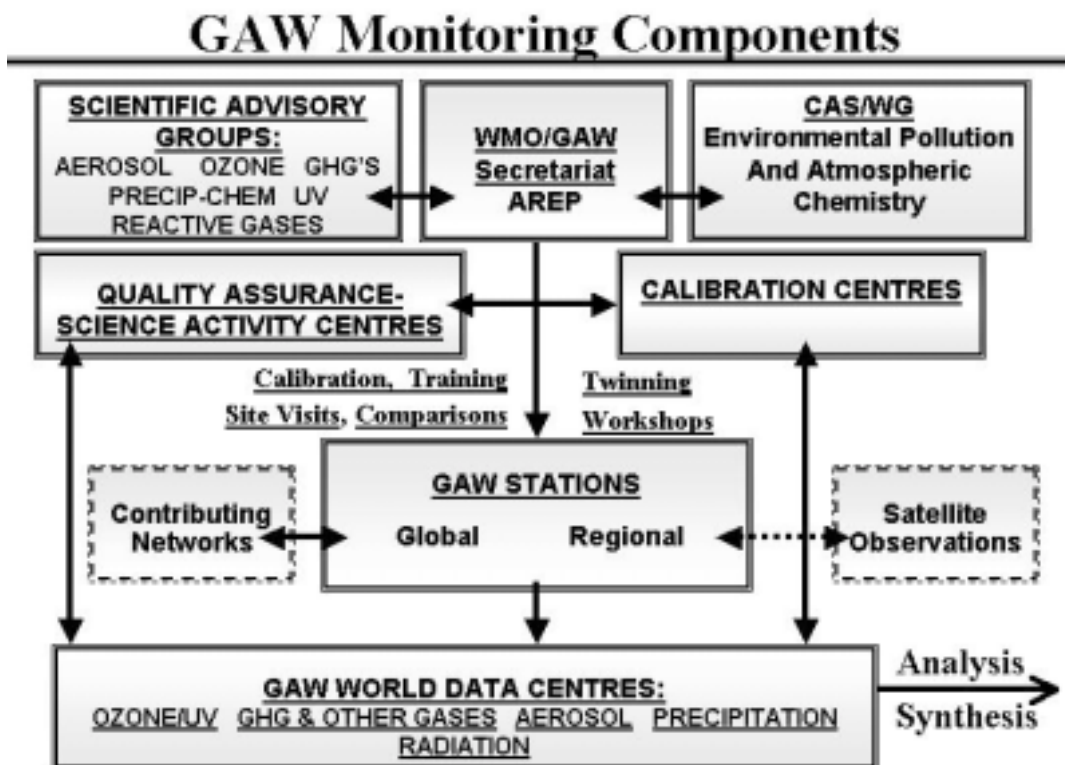 GAW Monitoring Components
SCIENTIFIC ADVISORY
GROUPS:
AEROSOL OZONE GHG'S
PRECIP-CHEM UV
REACTIVE GASES
WMO/GAW
Secretariat
AREP
CAS/WG
Environmental Pollution
And Atmospheric
Chemistry
QUALITY ASSURANCE-
SCIENCE ACTIVITY CENTRES
CALIBRATION CENTRES
Calibration, Training
Site Visits, Comparisons
Twinning
Workshops
Contributing
Networks
GAW STATIONS
Global Regional
Satellite
Observations
GAW WORLD DATA CENTRES:
OZONE/UV GHG & OTHER GASES AEROSOL PRECIPITATION
RADIATION
Analysis
Synthesis